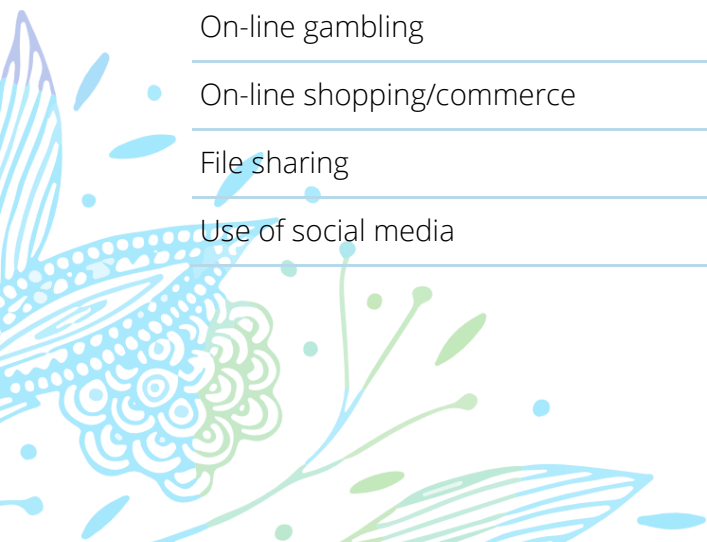 On-line gambling
On-line shopping/commerce
File sharing
Use of social media